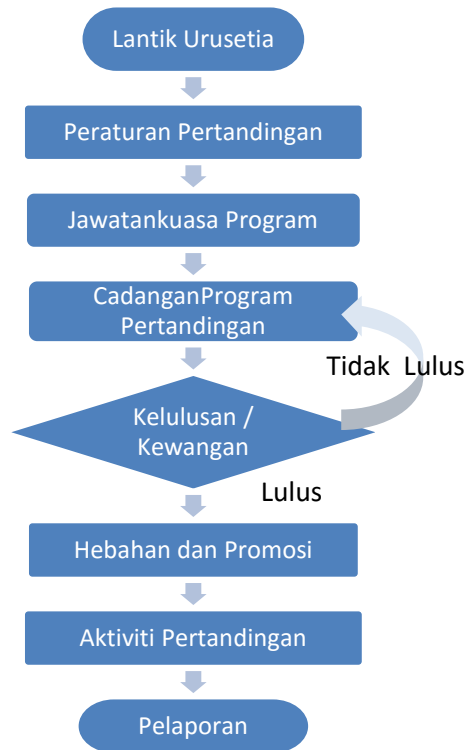 Lantik Urusetia
Peraturan Pertandingan
Jawatankuasa Program
CadanganProgram
Pertandingan
Tidak Lulus
Kelulusan /
Kewangan
Lulus
Hebahan dan Promosi
Aktiviti Pertandingan
Pelaporan